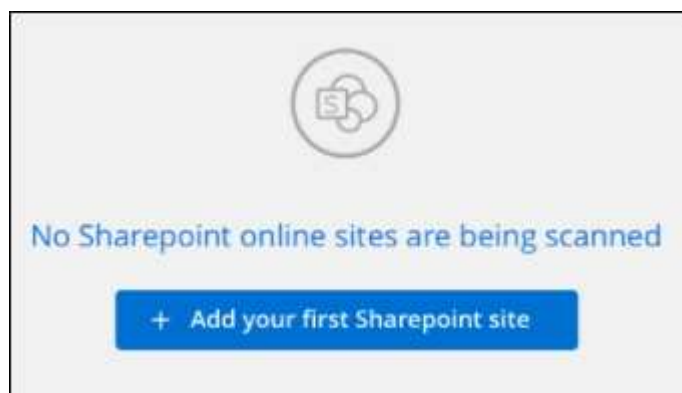 S
No Sharepoint online sites are being scanned
+ Add your first Sharepoint site